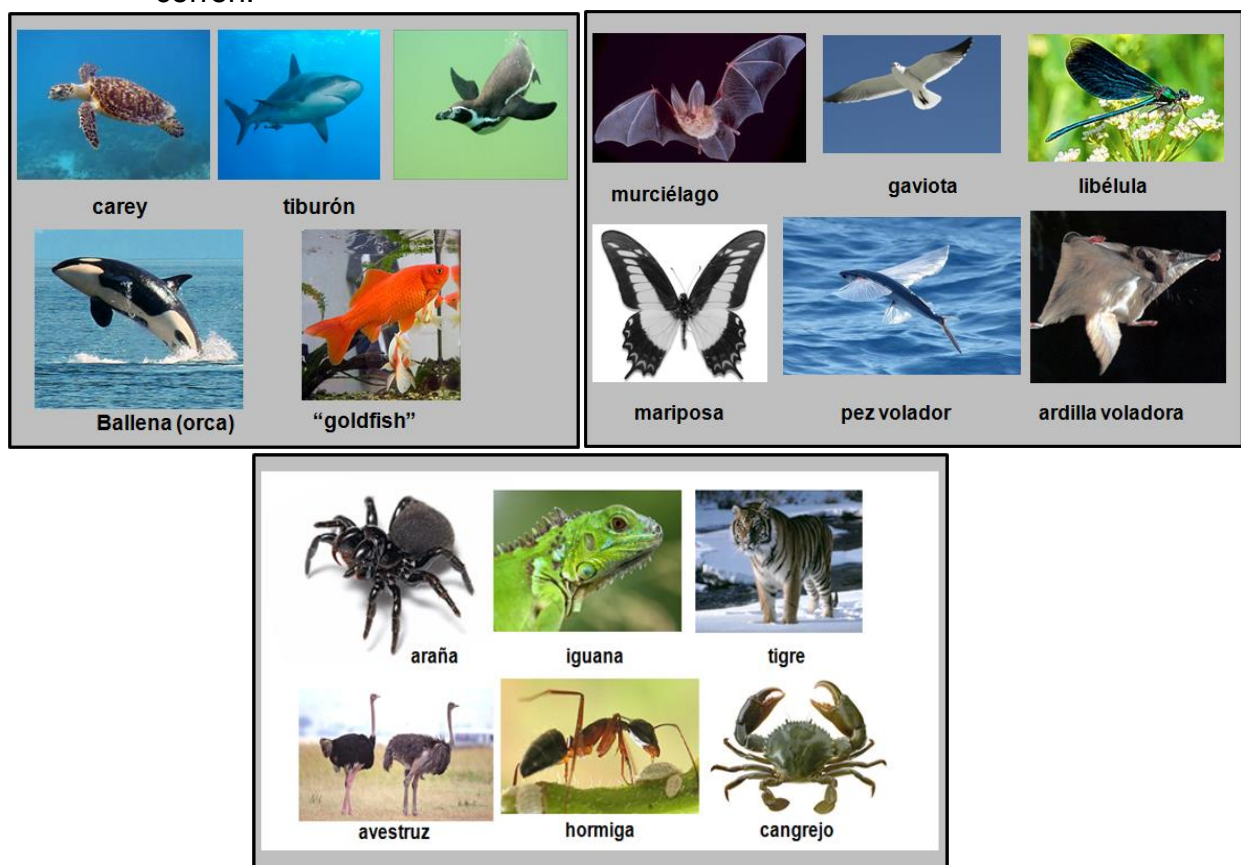 carey
tiburón
Ballena (orca)
“goldfish”
murciélago
gaviota
libélula
mariposa
pez volador
ardilla voladora
araña
iguana
tigre
avestruz
hormiga
cangrejo